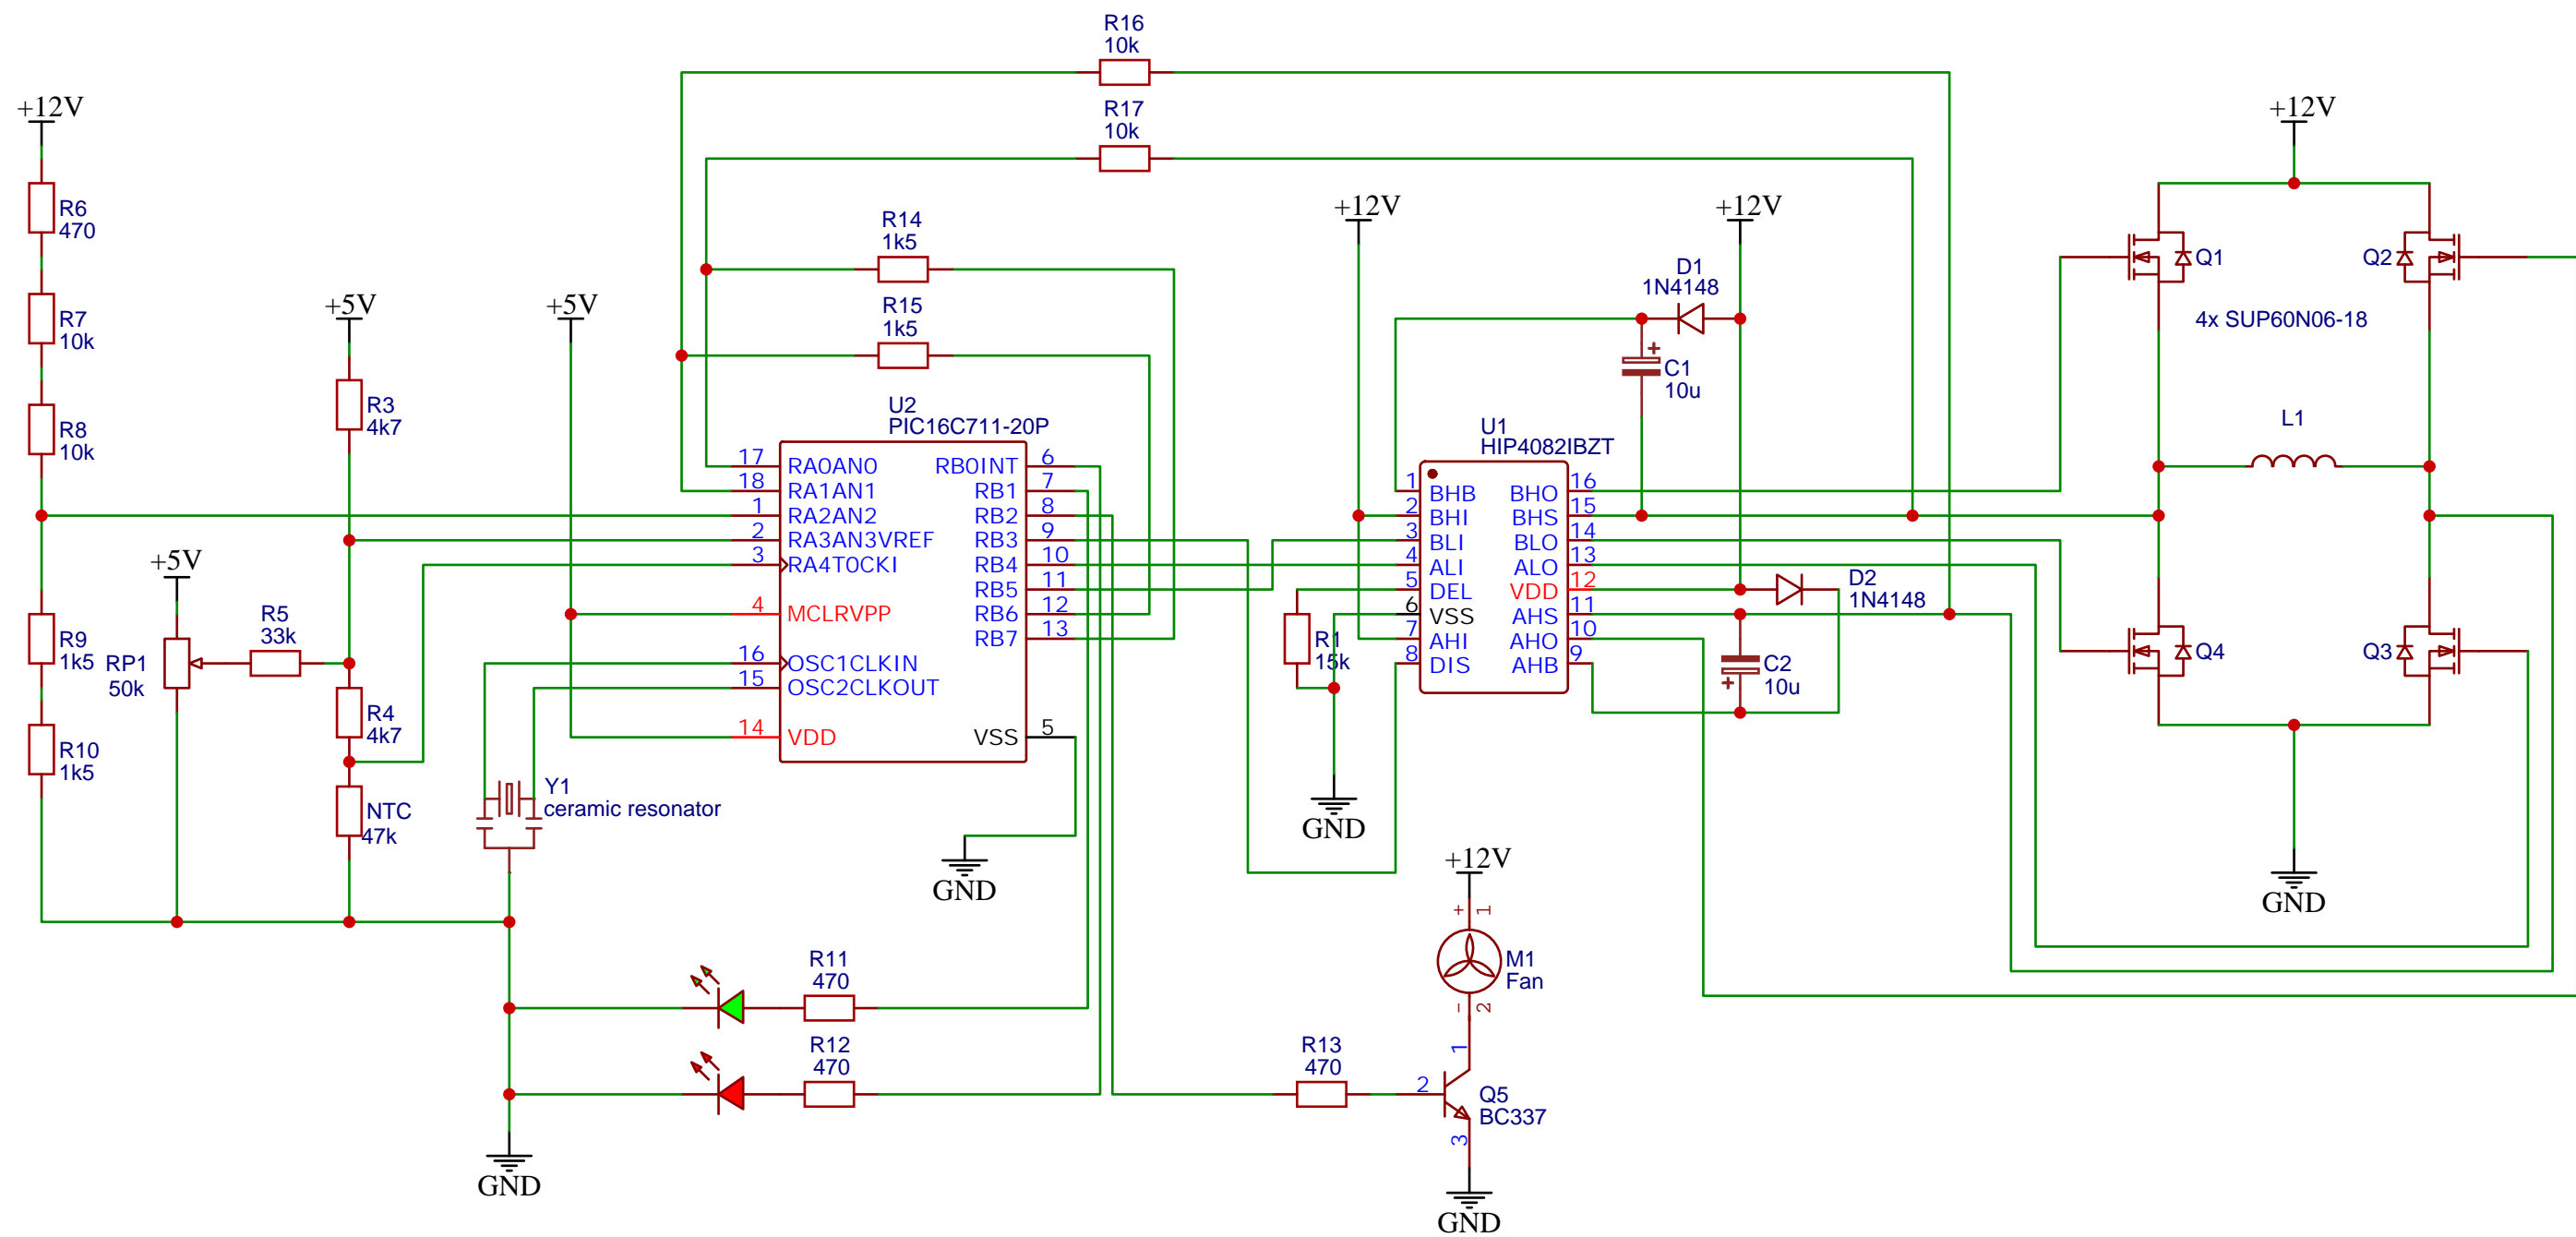 R16
10k
R17
10k
+12V
R6
470
R7
10k
R8
10k
R9
1k5
R10
1k5
+5V
RP1
50k
R5
33k
+5V
R3
4k7
R4
4k7
NTC
47k
+5V
R14
1k5
R15
1k5
U2
PIC16C711-20P
17 RA0AN0 RB0INT 6
18 RA1AN1 RB1 7
1 RA2AN2 RB2 8
2 RA3AN3VREF RB3 9
3 RA4T0CKI RB4 10
RB5 11
4 MCLRVPP RB6 12
RB7 13
16 OSC1CLKIN
15 OSC2CLKOUT
14 VDD VSS 5
Y1
ceramic resonator
GND
R11
470
R12
470
GND
+12V
+12V
D1
1N4148
+
C1
10u
U1
HIP4082IBZT
1 BHB BHO 16
2 BHI BHS 15
3 BLI BLO 14
4 ALI ALO 13
5 DEL VDD 12
6 VSS AHS 11
7 AHI AHO 10
8 DIS AHB 9
R1
15k
GND
D2
1N4148
C2
10u
+
+12V
+ 1
M1
Fan
- 2
R13
470
1
2
3
Q5
BC337
GND
+12V
Q1
Q2
4x SUP60N06-18
L1
Q4
Q3
GND